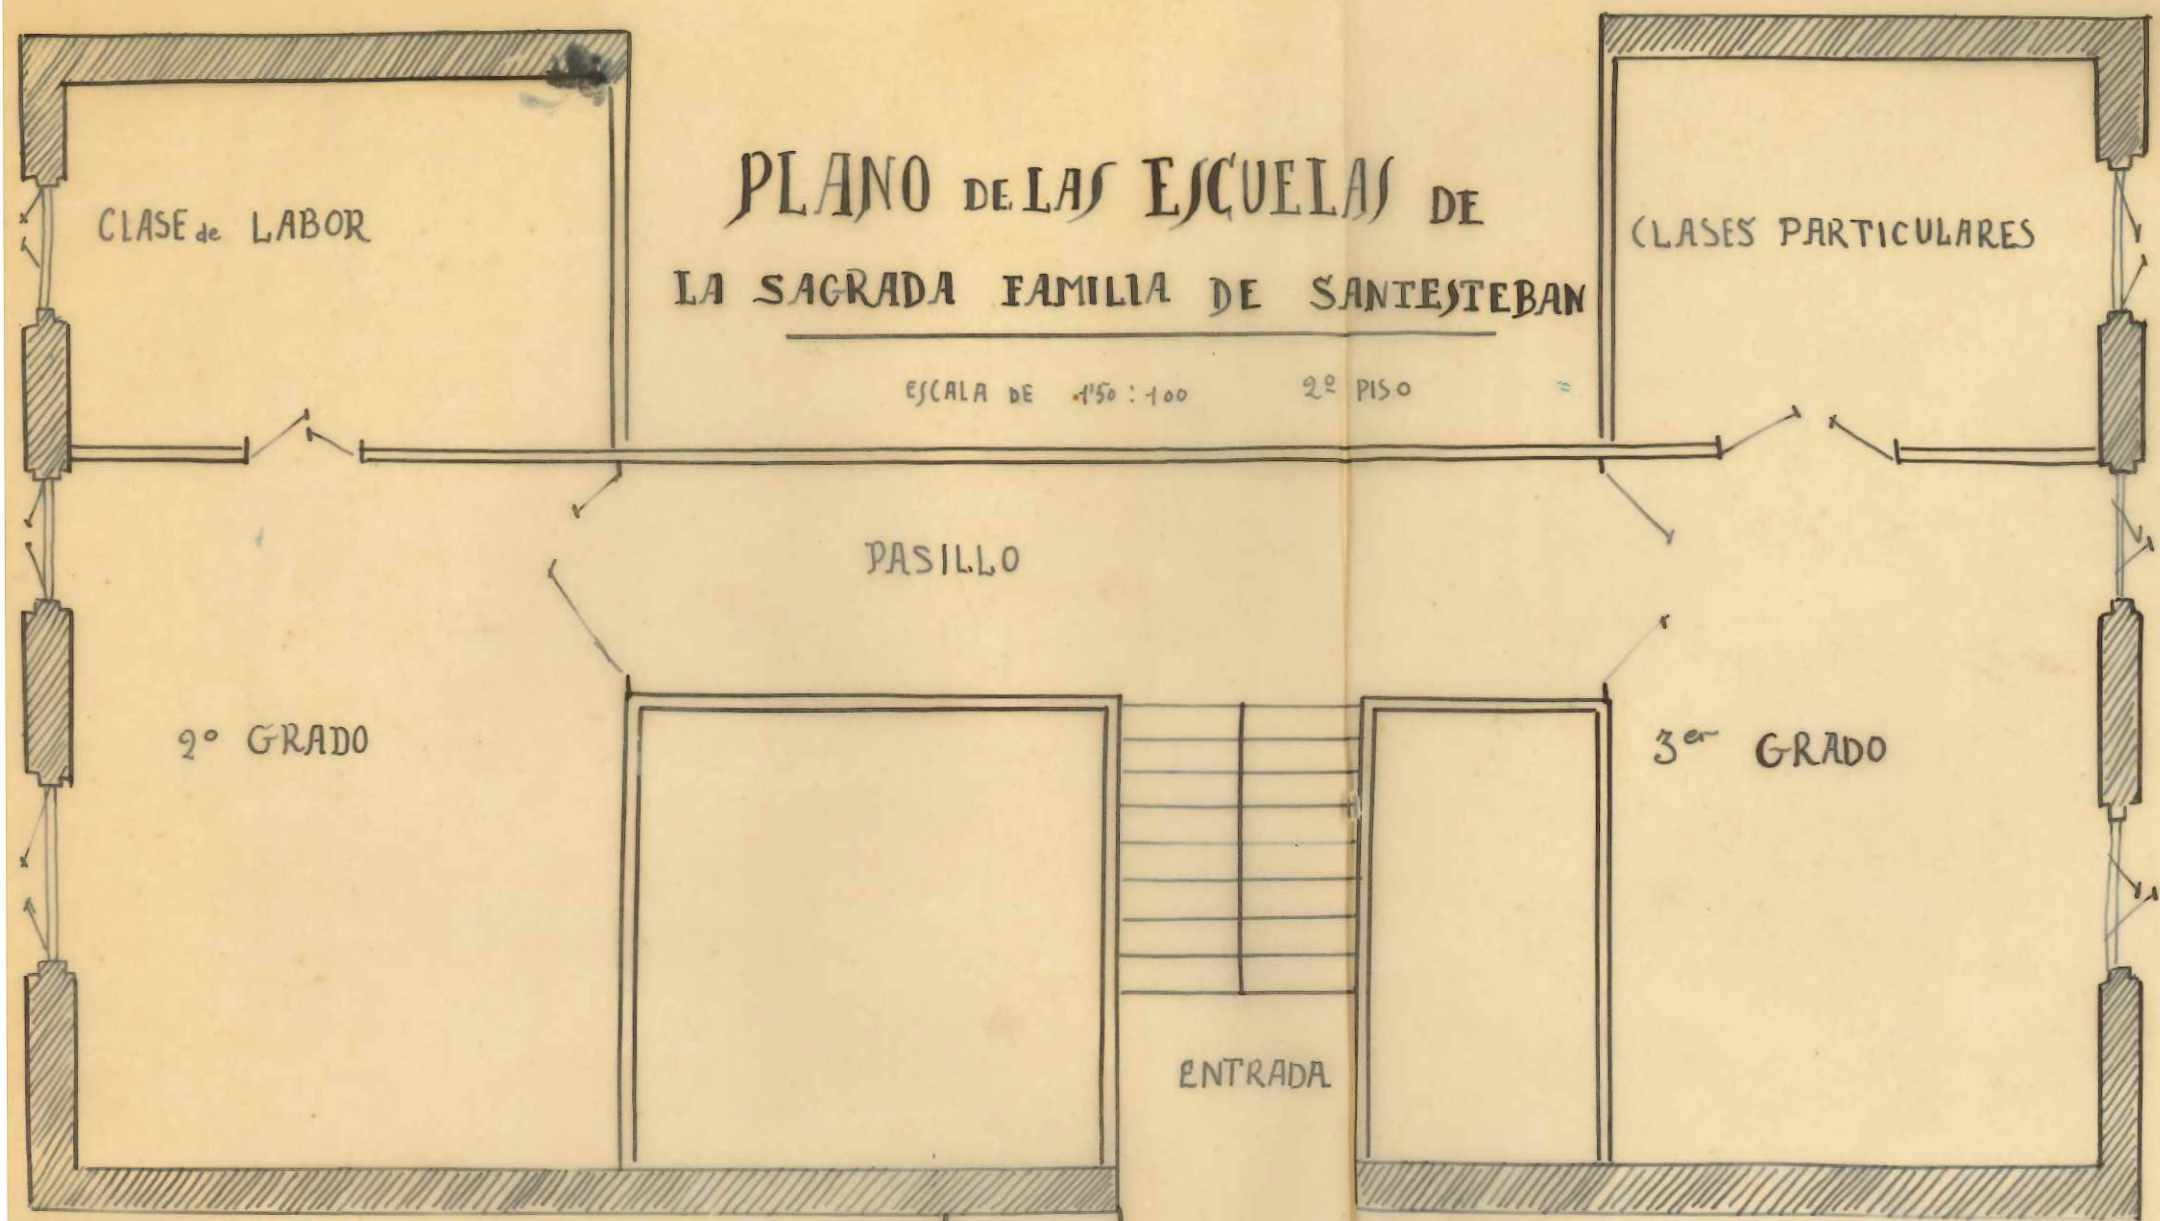 PLANO DE LAS ESCUELAS DE
LA SAGRADA FAMILIA DE SANTESTEBAN
ESCALA DE 1'50:100 2º PISO
CLASE de LABOR
CLASES PARTICULARES
PASILLO
2º GRADO
3er GRADO
ENTRADA